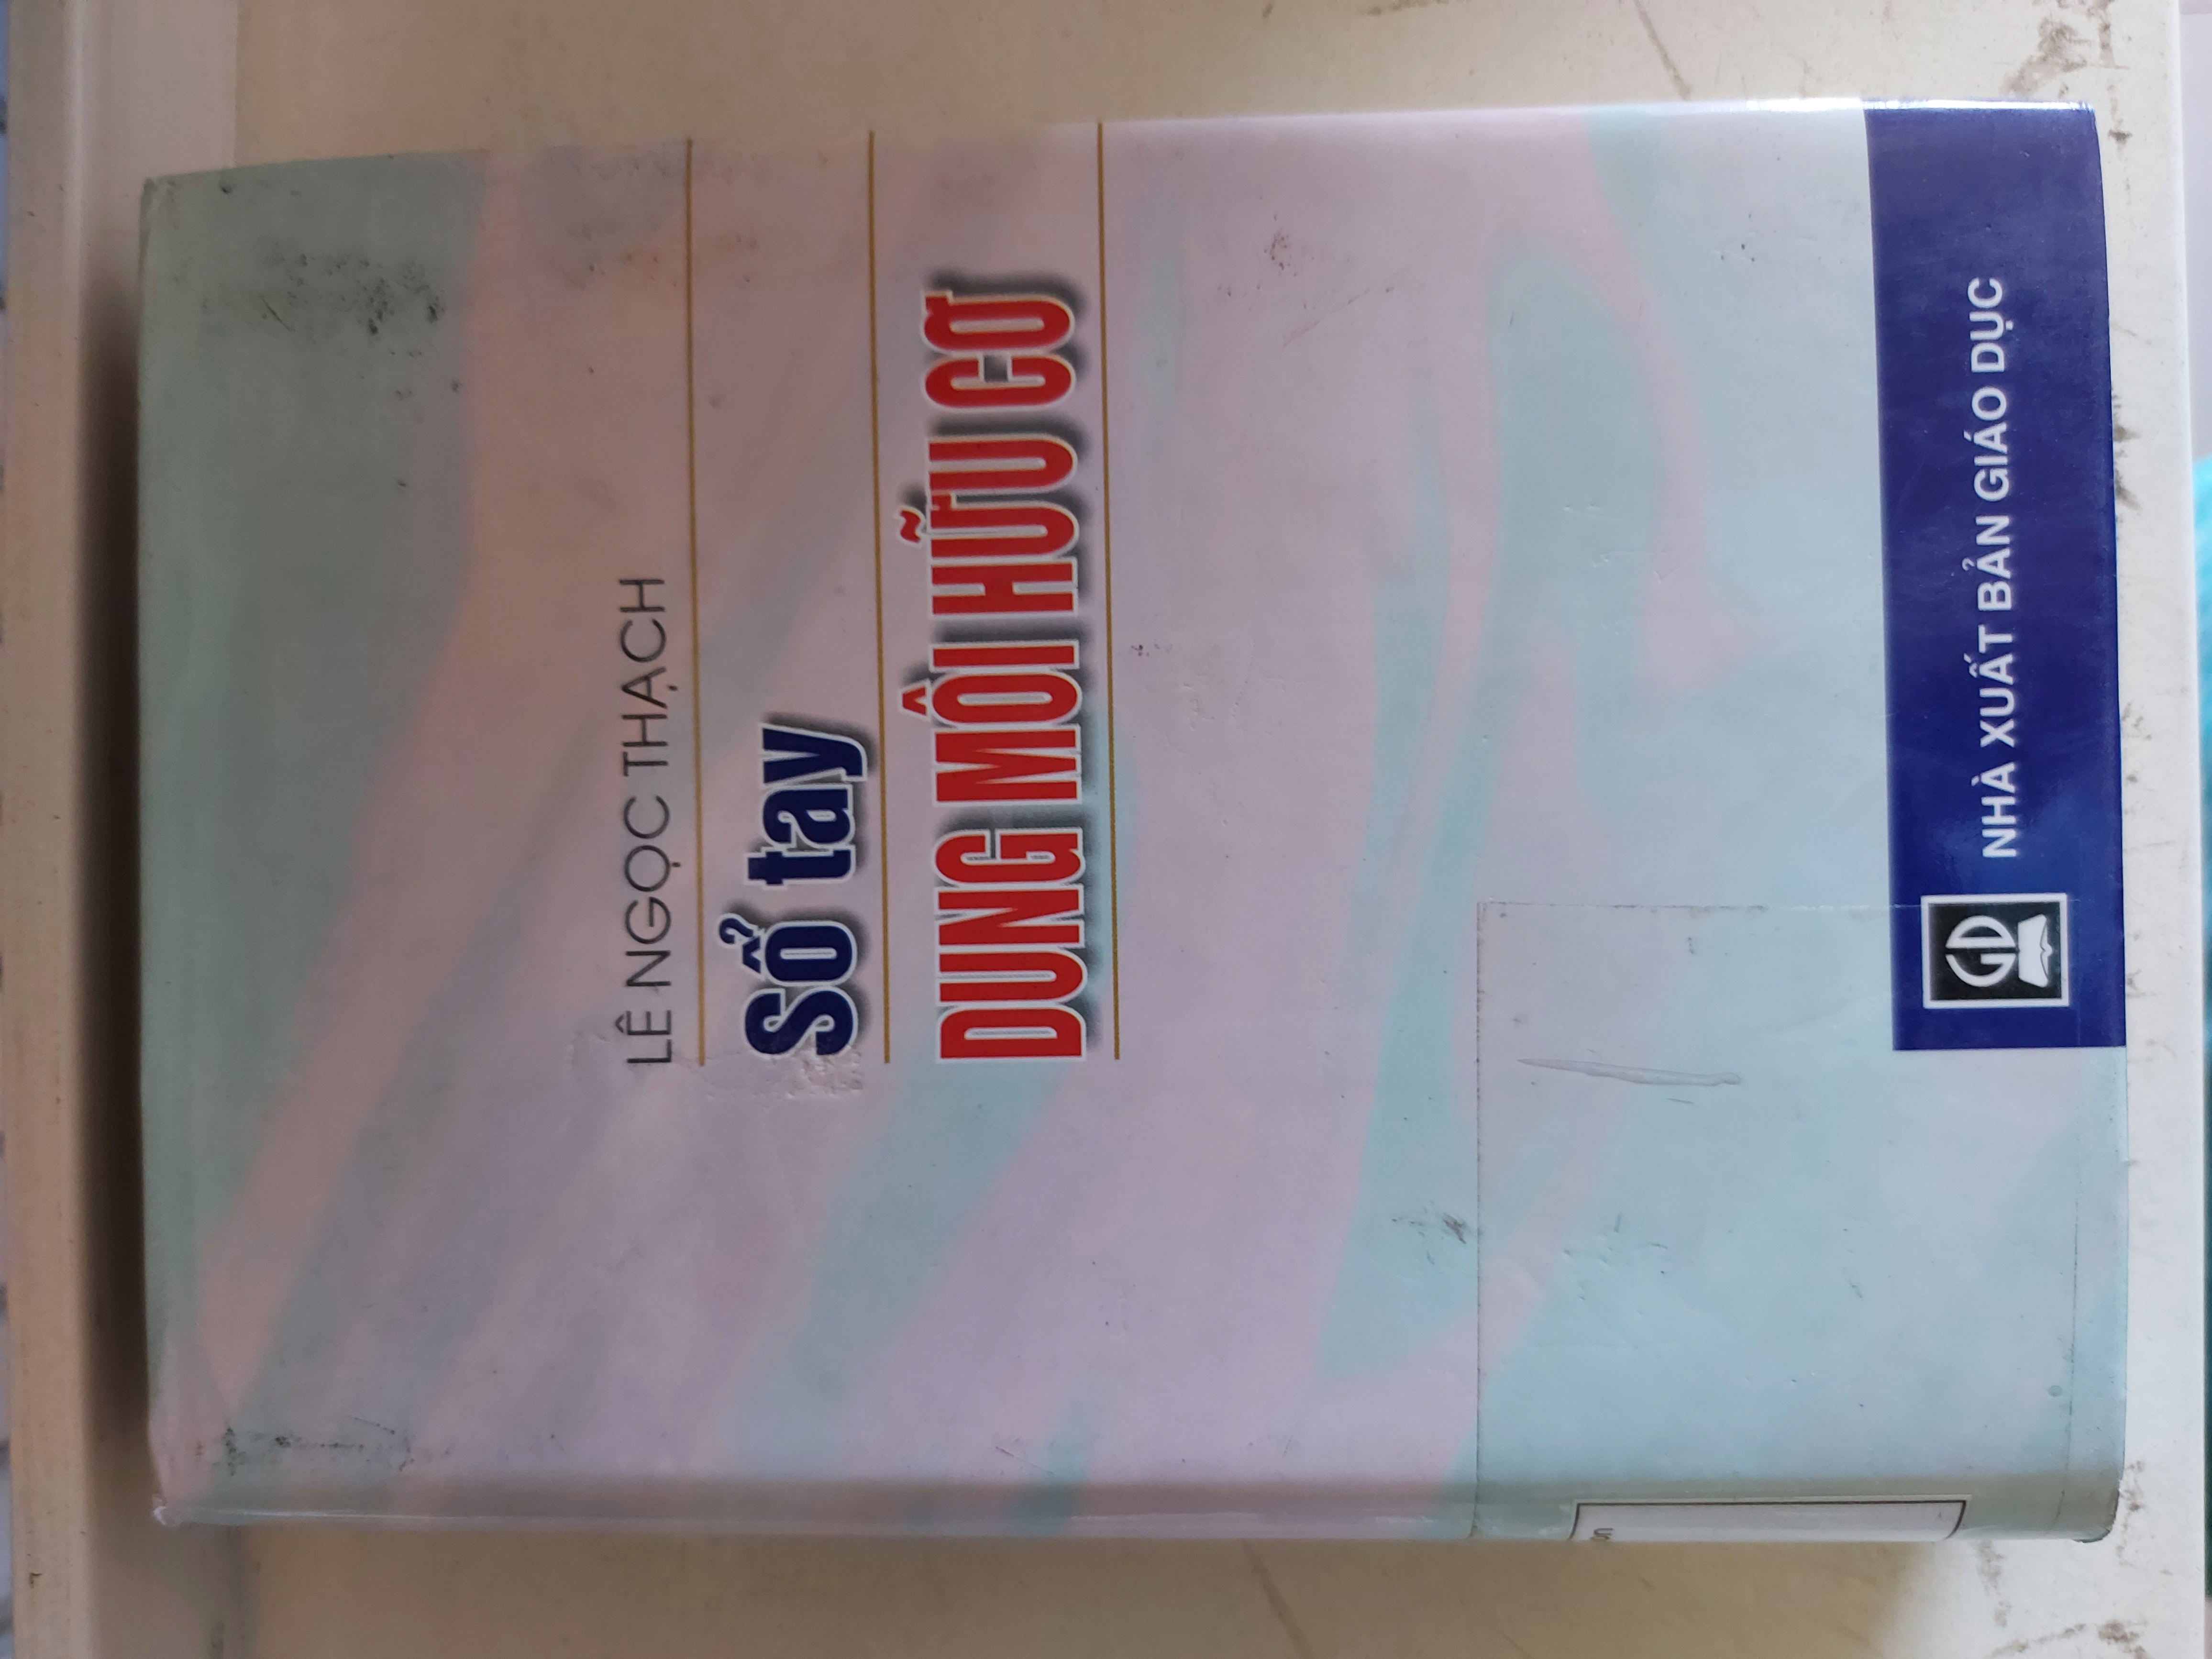 LÊ NGỌC THẠCH
Sổ tay
DUNG MÔI HỮU CƠ
GD
NHÀ XUẤT BẢN GIÁO DỤC